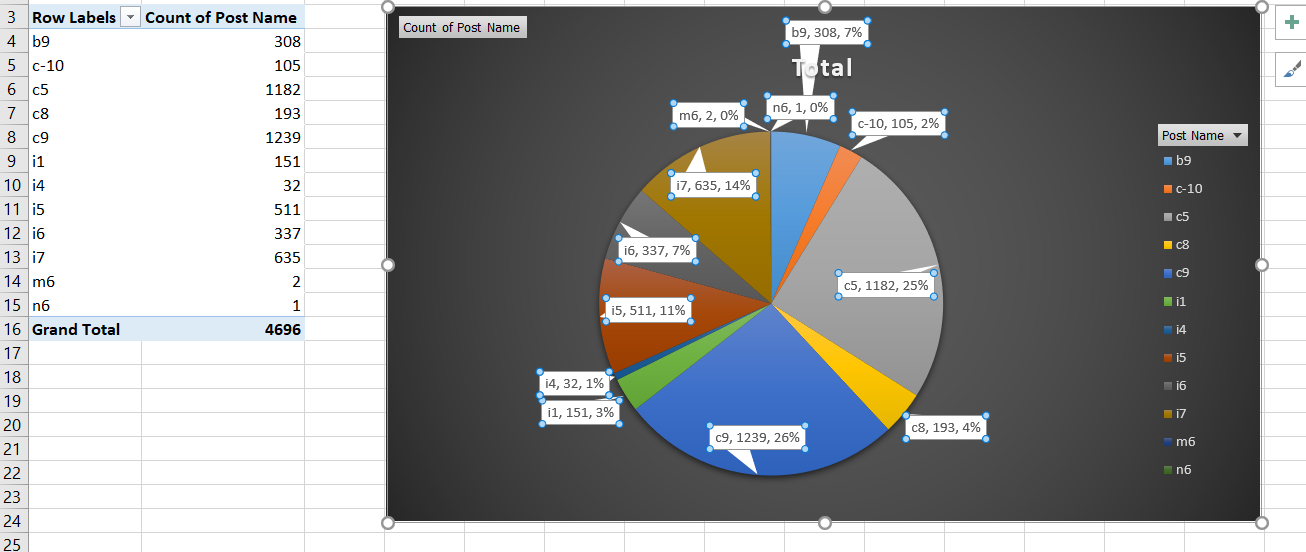 3 Row Labels Count of Post Name
4 b9 308
5 c-10 105
6 c5 1182
7 c8 193
8 c9 1239
9 i1 151
10 i4 32
11 i5 511
12 i6 337
13 i7 635
14 m6 2
15 n6 1
16 Grand Total 4696
17
18
19
20
21
22
23
24
25
Count of Post Name
b9, 308, 7%
Total
n6, 1, 0%
m6, 2, 0%
c-10, 105, 2%
i7, 635, 14%
i6, 337, 7%
c5, 1182, 25%
i5, 511, 11%
i4, 32, 1%
i1, 151, 3%
c8, 193, 4%
c9, 1239, 26%
Post Name
b9
c-10
c5
c8
c9
i1
i4
i5
i6
i7
m6
n6